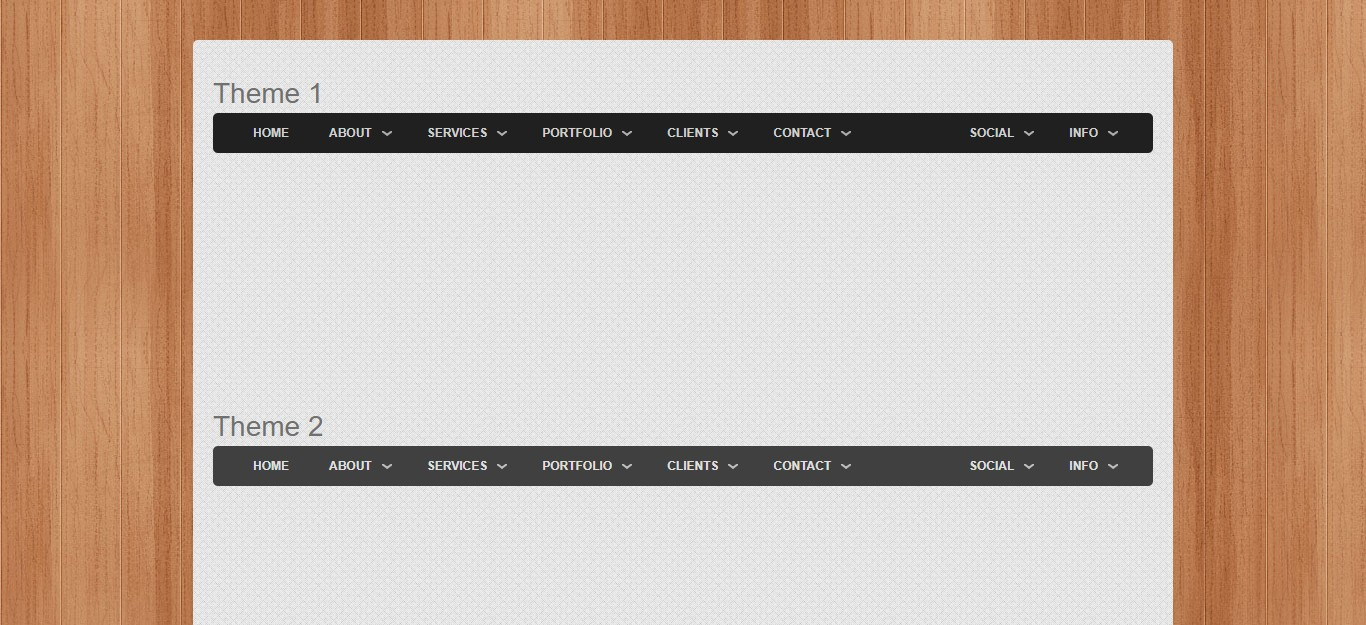 Theme 1
HOME ABOUT SERVICES PORTFOLIO CLIENTS CONTACT SOCIAL INFO
Theme 2
HOME ABOUT SERVICES PORTFOLIO CLIENTS CONTACT SOCIAL INFO